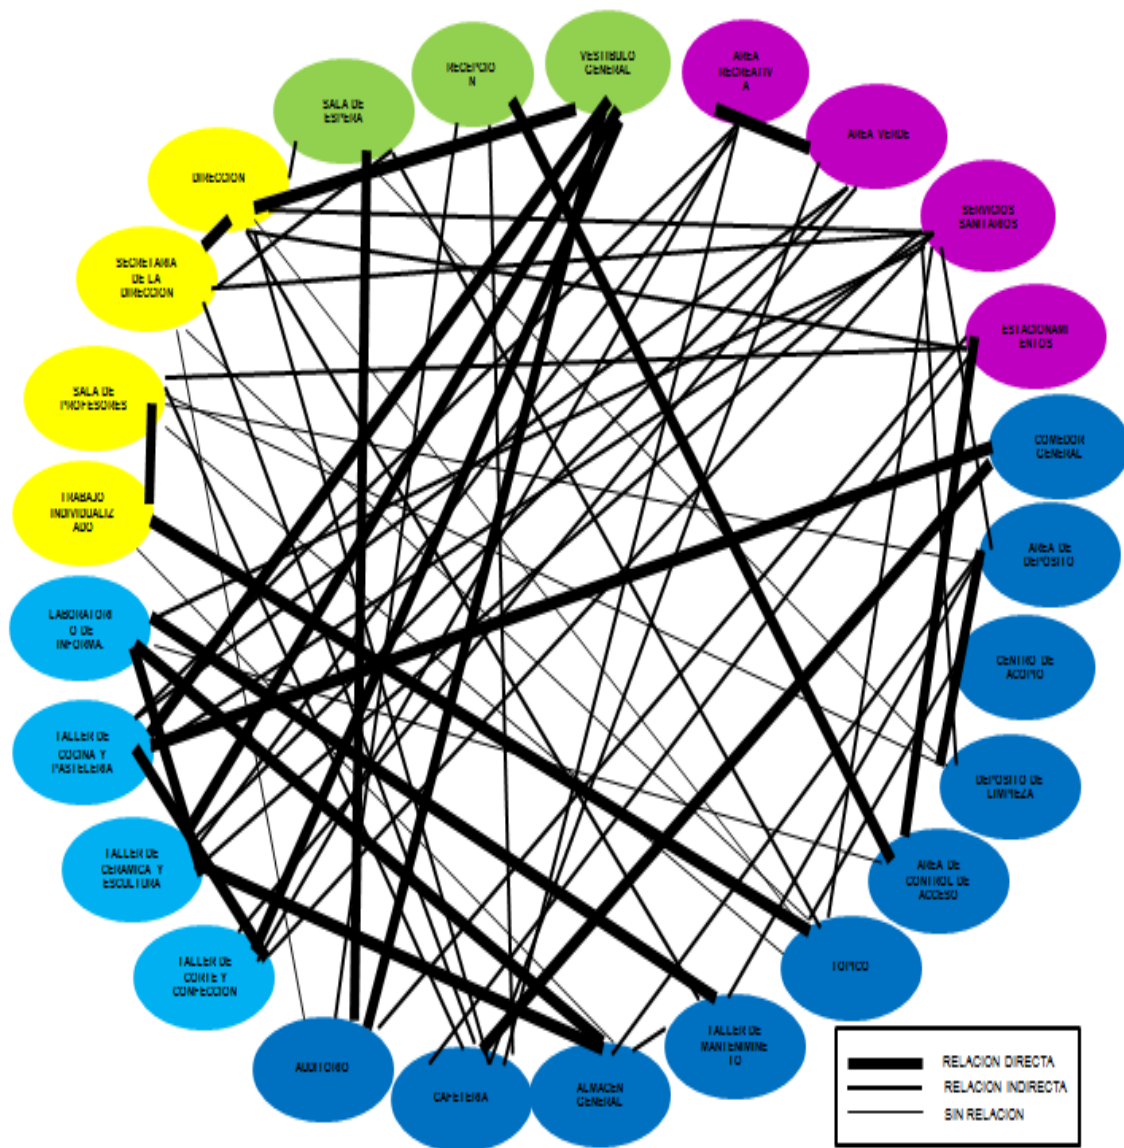 VESTIBULO
GENERAL
AREA
RECREATIV
A
AREA VERDE
SERVICIOS
SANITARIOS
ESTACIONAMI
ENTOS
COMEDOR
GENERAL
AREA DE
DEPOSITO
CENTRO DE
ACOPIO
DEPOSITO DE
LIMPIEZA
AREA DE
CONTROL DE
ACCESO
TOPICO
TALLER DE
MANTENIMINE
TO
ALMACEN
GENERAL
CAFETERIA
AUDITORIO
TALLER DE
CORTE Y
CONFECCION
TALLER DE
CERAMICA Y
ESCULTURA
TALLER DE
COCINA Y
PASTELERIA
LABORATORI
O DE
INFORMA.
TRABAJO
INDIVIDUALIZ
ADO
SALA DE
PROFESORES
SECRETARIA
DE LA
DIRECCION
DIRECCION
SALA DE
ESPERA
RECEPCIO
N
RELACION DIRECTA
RELACION INDIRECTA
SIN RELACION